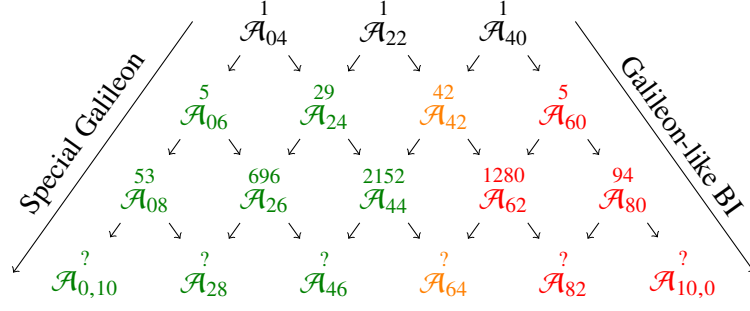 1 1 1
𝒜04 𝒜22 𝒜40
Special Galileon
Galileon-like BI
5 29 42 5
𝒜06 𝒜24 𝒜42 𝒜60
53 696 2152 1280 94
𝒜08 𝒜26 𝒜44 𝒜62 𝒜80
? ? ? ? ? ?
𝒜0,10 𝒜28 𝒜46 𝒜64 𝒜82 𝒜10,0